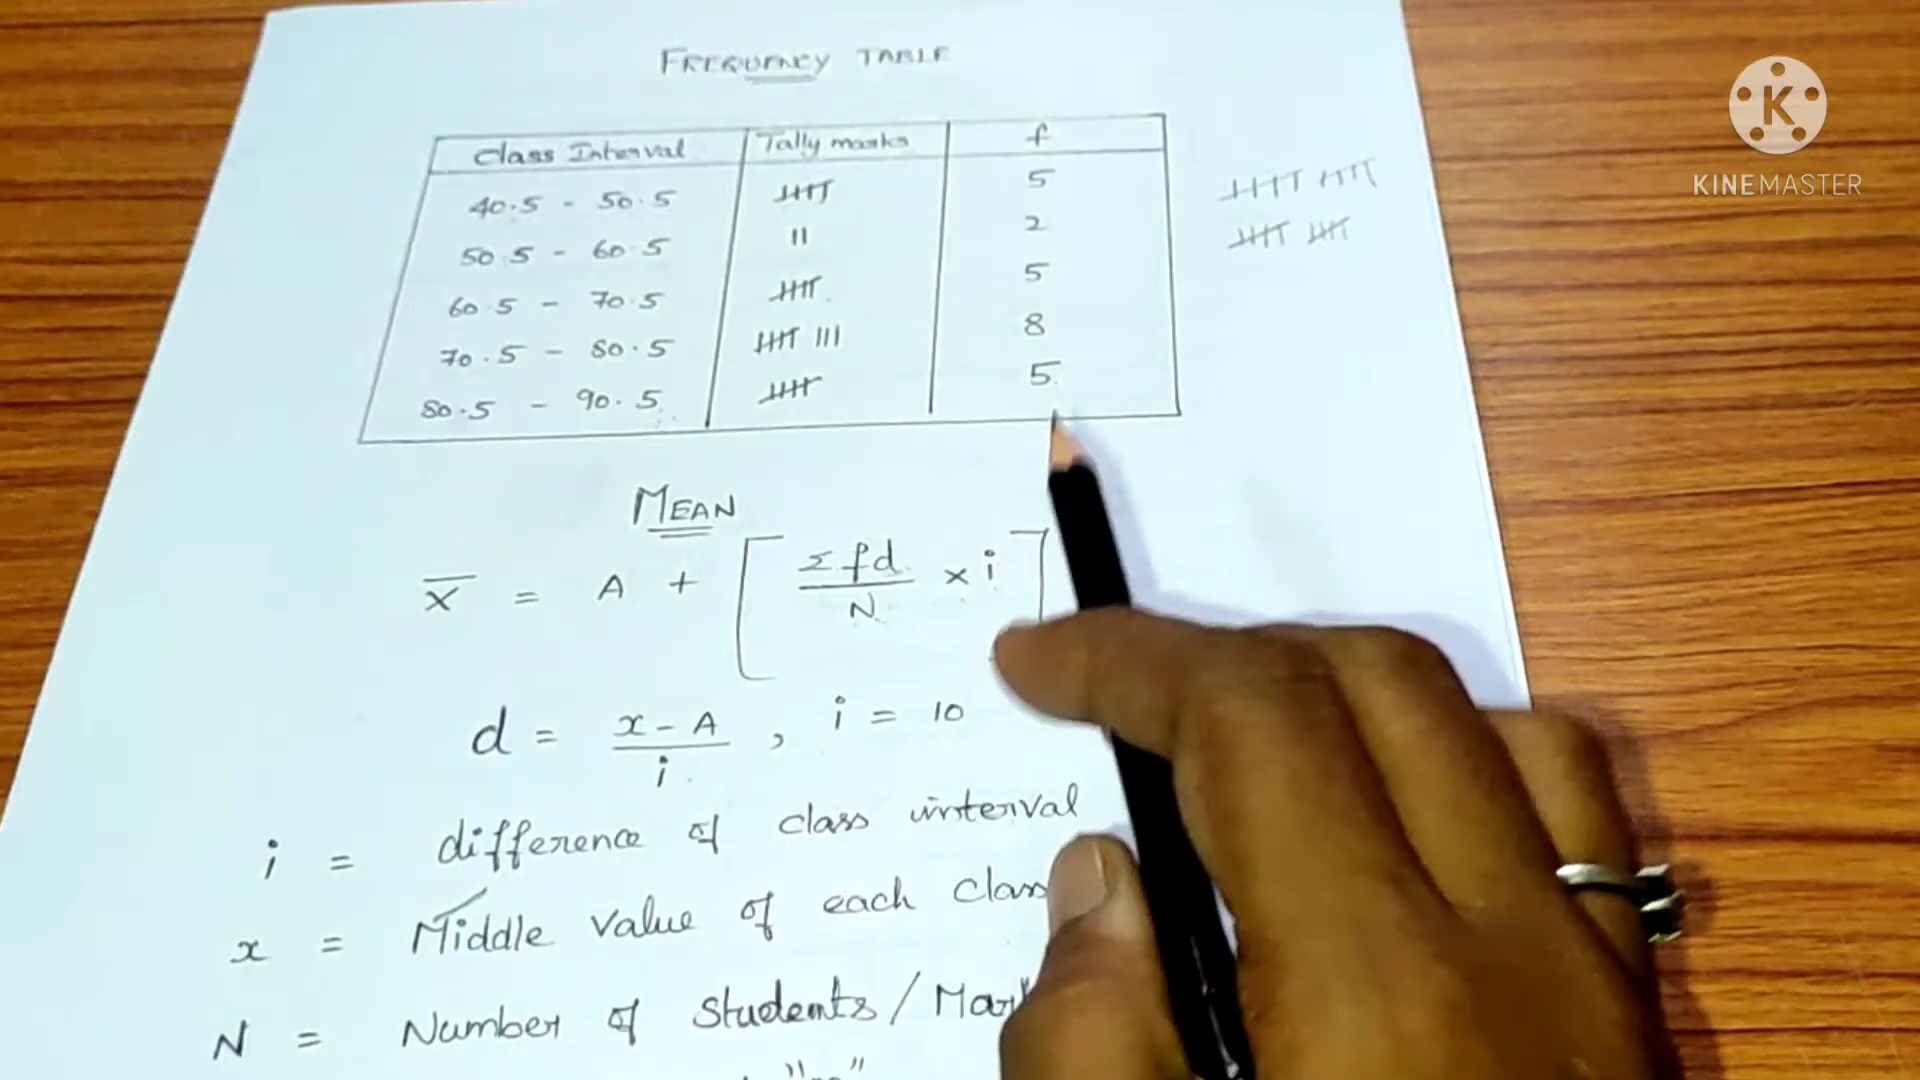 FREQUENCY TABLE
Class Interval Tally marks f
40.5 - 50.5 5
50.5 - 60.5 || 2
60.5 - 70.5 5
70.5 - 80.5 ||| 8
80.5 - 90.5 5
MEAN
X̅ = A + [ Σfd / N × i ]
d = x - A / i , i = 10
i = difference of class interval
x = Middle value of each class
N = Number of students /
K
KINEMASTER